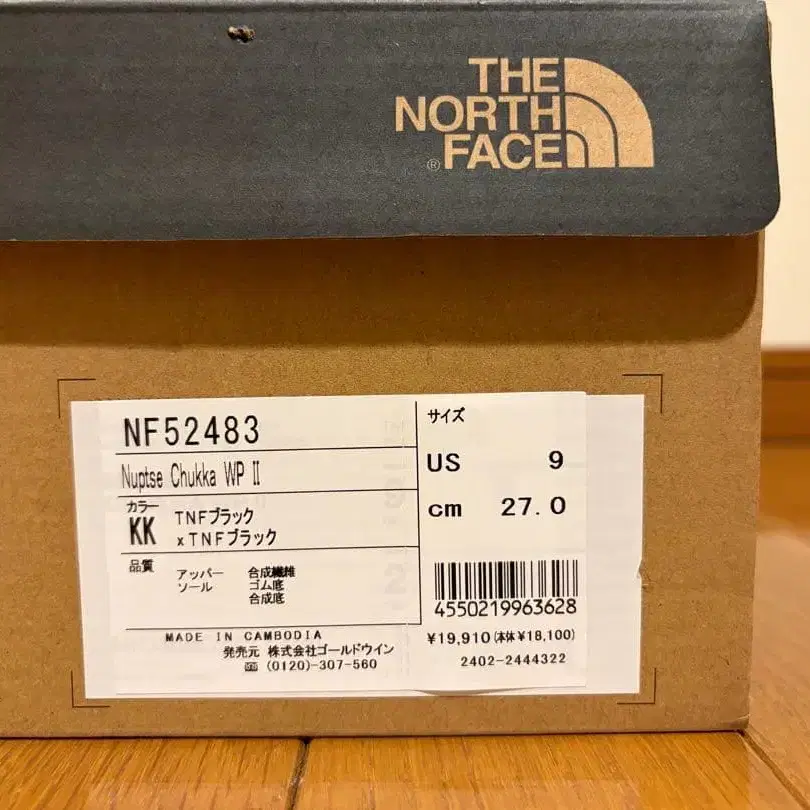 THE
NORTH
FACE
®
NF52483
Nuptse Chukka WP II
カラー
KK TNFブラック
xTNFブラック
品質 アッパー 合成繊維
ソール ゴム底
合成底
MADE IN CAMBODIA
発売元 株式会社ゴールドウイン
(0120)-307-560
サイズ
US 9
cm 27.0
4550219963628
¥19,910(本体¥18,100)
2402-2444322